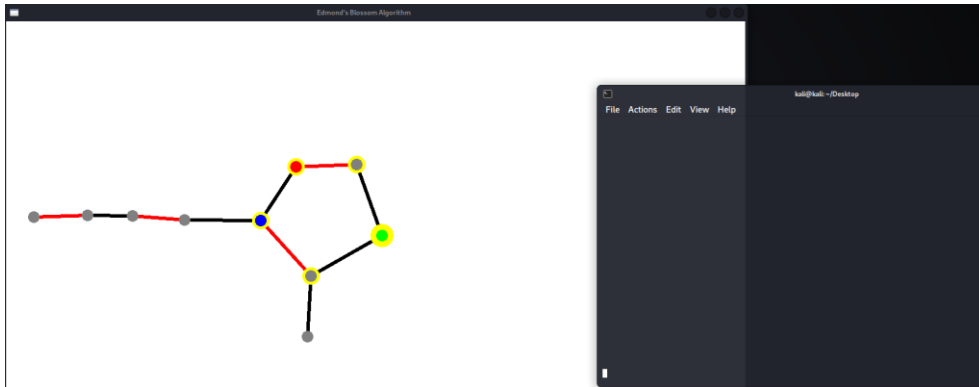 Edmond's Blossom Algorithm
kali@kali: ~/Desktop
File Actions Edit View Help